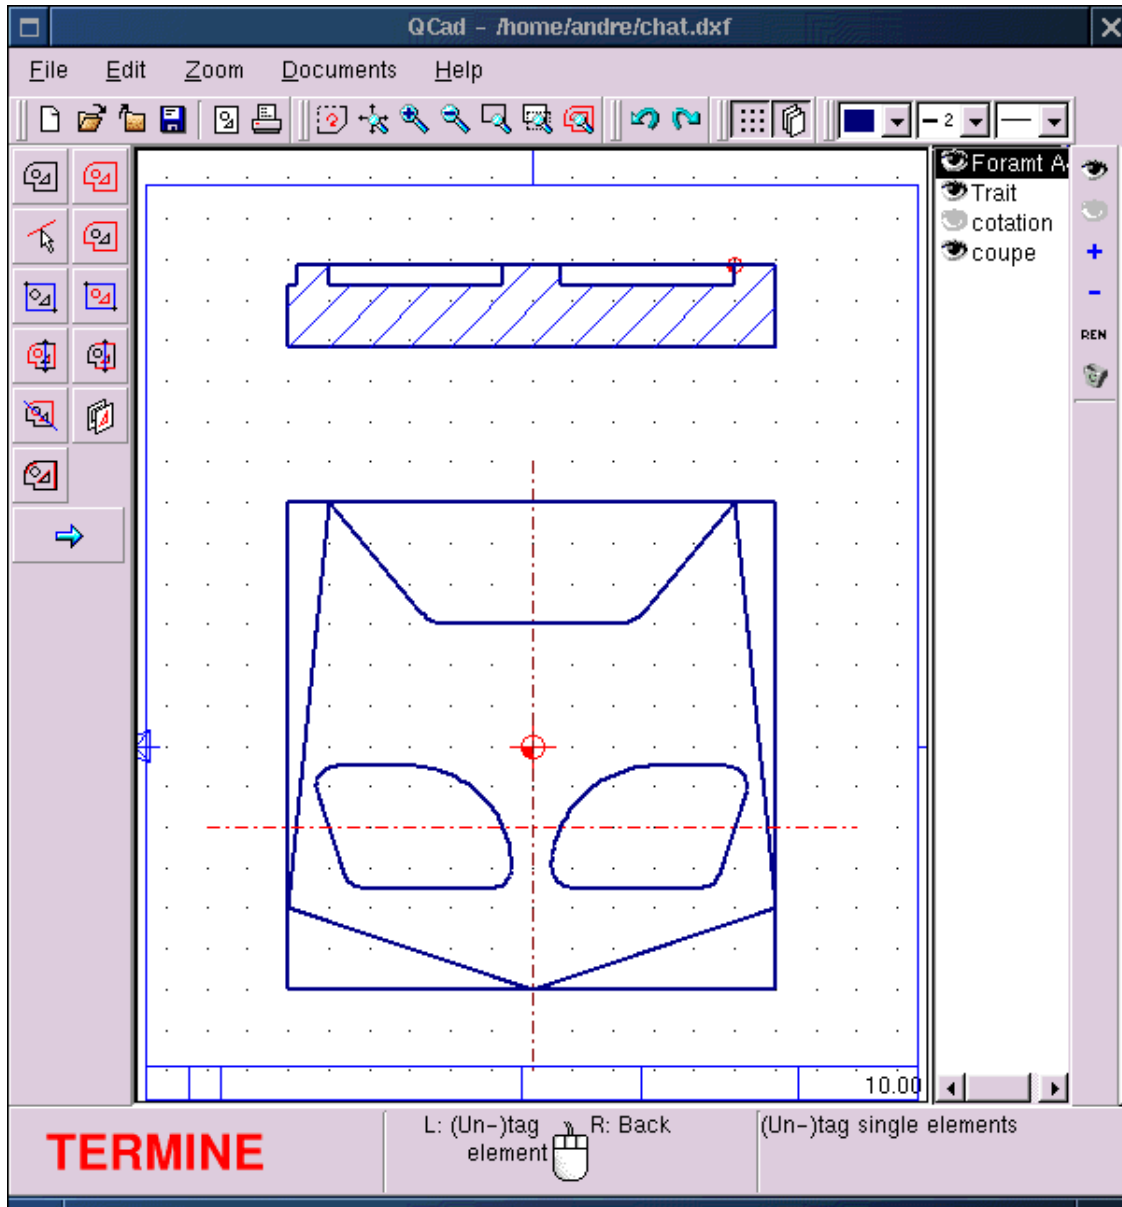 QCad - /home/andre/chat.dxf
File Edit Zoom Documents Help
2
Foramt A
Trait
cotation
coupe
REN
10.00
TERMINE
L: (Un-)tag R: Back
element
(Un-)tag single elements